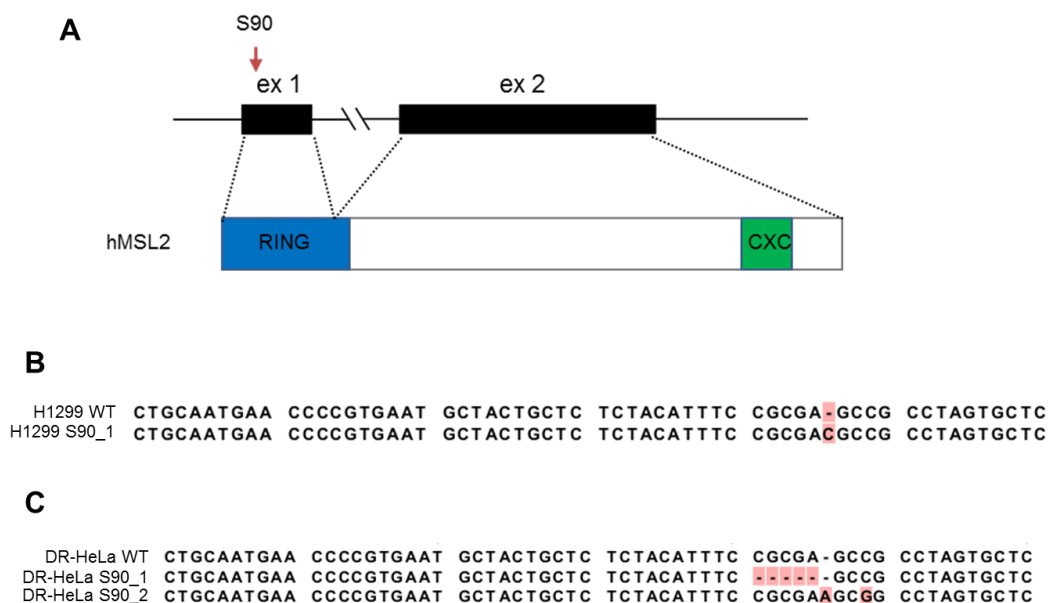 A
S90
ex 1
ex 2
hMSL2
RING
CXC
B
H1299 WT CTGCAATGAA CCCCGTGAAT GCTACTGCTC TCTACATTTC CGCGA-GCCG CCTAGTGCTC
H1299 S90_1 CTGCAATGAA CCCCGTGAAT GCTACTGCTC TCTACATTTC CGCGACGCCG CCTAGTGCTC
C
DR-HeLa WT CTGCAATGAA CCCCGTGAAT GCTACTGCTC TCTACATTTC CGCGA-GCCG CCTAGTGCTC
DR-HeLa S90_1 CTGCAATGAA CCCCGTGAAT GCTACTGCTC TCTACATTTC ------GCCG CCTAGTGCTC
DR-HeLa S90_2 CTGCAATGAA CCCCGTGAAT GCTACTGCTC TCTACATTTC CGCGAAGCGG CCTAGTGCTC